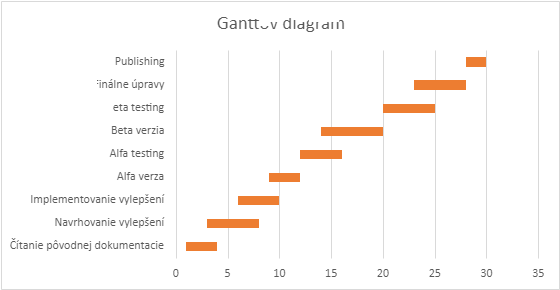 Ganttov diagram
Publishing
inálne úpravy
eta testing
Beta verzia
Alfa testing
Alfa verza
Implementovanie vylepšení
Navrhovanie vylepšení
Čítanie pôvodnej dokumentacie
0 5 10 15 20 25 30 35